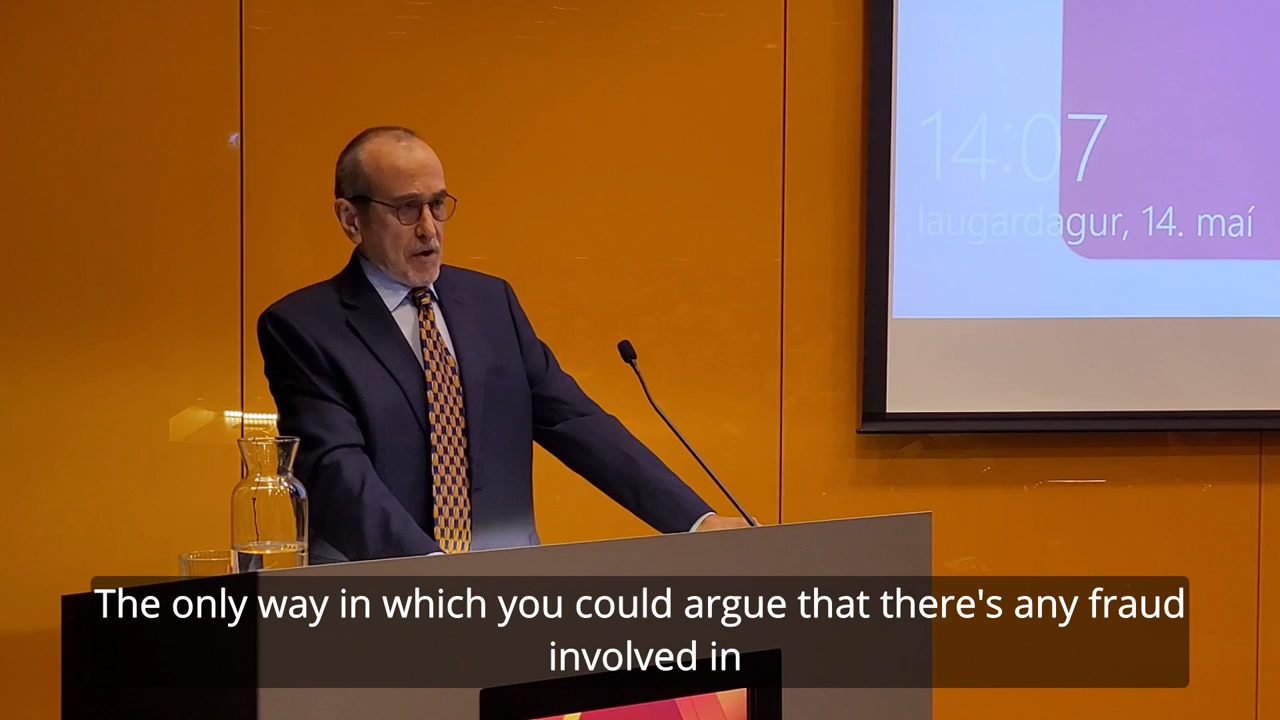 14:07
laugardagur, 14. maí
The only way in which you could argue that there's any fraud
involved in